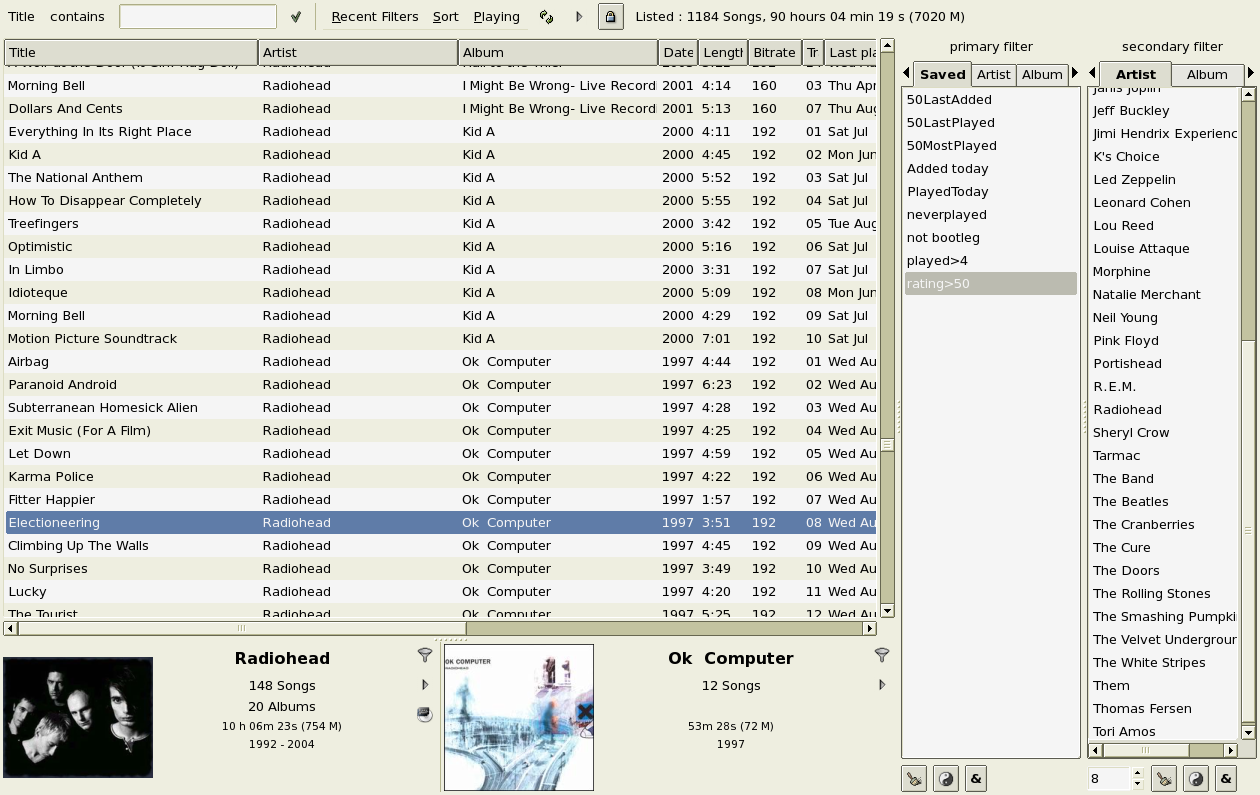 Title contains Recent Filters Sort Playing Listed : 1184 Songs, 90 hours 04 min 19 s (7020 M)
Title Artist Album Date Length Bitrate Tr Last pla
Radiohead
Morning Bell Radiohead I Might Be Wrong- Live Record 2001 4:14 160 03 Thu Apr
Dollars And Cents Radiohead I Might Be Wrong- Live Record 2001 5:13 160 07 Thu Aug
Everything In Its Right Place Radiohead Kid A 2000 4:11 192 01 Sat Jul
Kid A Radiohead Kid A 2000 4:45 192 02 Mon Jun
The National Anthem Radiohead Kid A 2000 5:52 192 03 Sat Jul
How To Disappear Completely Radiohead Kid A 2000 5:55 192 04 Sat Jul
Treefingers Radiohead Kid A 2000 3:42 192 05 Tue Aug
Optimistic Radiohead Kid A 2000 5:16 192 06 Sat Jul
In Limbo Radiohead Kid A 2000 3:31 192 07 Sat Jul
Idioteque Radiohead Kid A 2000 5:09 192 08 Mon Jun
Morning Bell Radiohead Kid A 2000 4:29 192 09 Sat Jul
Motion Picture Soundtrack Radiohead Kid A 2000 7:01 192 10 Sat Jul
Airbag Radiohead Ok Computer 1997 4:44 192 01 Wed Au
Paranoid Android Radiohead Ok Computer 1997 6:23 192 02 Wed Au
Subterranean Homesick Alien Radiohead Ok Computer 1997 4:28 192 03 Wed Au
Exit Music (For A Film) Radiohead Ok Computer 1997 4:25 192 04 Wed Au
Let Down Radiohead Ok Computer 1997 4:59 192 05 Wed Au
Karma Police Radiohead Ok Computer 1997 4:22 192 06 Wed Au
Fitter Happier Radiohead Ok Computer 1997 1:57 192 07 Wed Au
Electioneering Radiohead Ok Computer 1997 3:51 192 08 Wed Au
Climbing Up The Walls Radiohead Ok Computer 1997 4:45 192 09 Wed Au
No Surprises Radiohead Ok Computer 1997 3:49 192 10 Wed Au
Lucky Radiohead Ok Computer 1997 4:20 192 11 Wed Au
The Tourist Radiohead Ok Computer 1997 5:25 192 12 Wed Au
Radiohead
148 Songs
20 Albums
10 h 06m 23s (754 M)
1992 - 2004
OK COMPUTER
Ok Computer
12 Songs
53m 28s (72 M)
1997
primary filter
Saved Artist Album
50LastAdded
50LastPlayed
50MostPlayed
Added today
PlayedToday
neverplayed
not bootleg
played>4
rating>50
&
secondary filter
Artist Album
Janis Joplin
Jeff Buckley
Jimi Hendrix Experienc
K's Choice
Led Zeppelin
Leonard Cohen
Lou Reed
Louise Attaque
Morphine
Natalie Merchant
Neil Young
Pink Floyd
Portishead
R.E.M.
Radiohead
Sheryl Crow
Tarmac
The Band
The Beatles
The Cranberries
The Cure
The Doors
The Rolling Stones
The Smashing Pumpki
The Velvet Undergrour
The White Stripes
Them
Thomas Fersen
Tori Amos
8 &